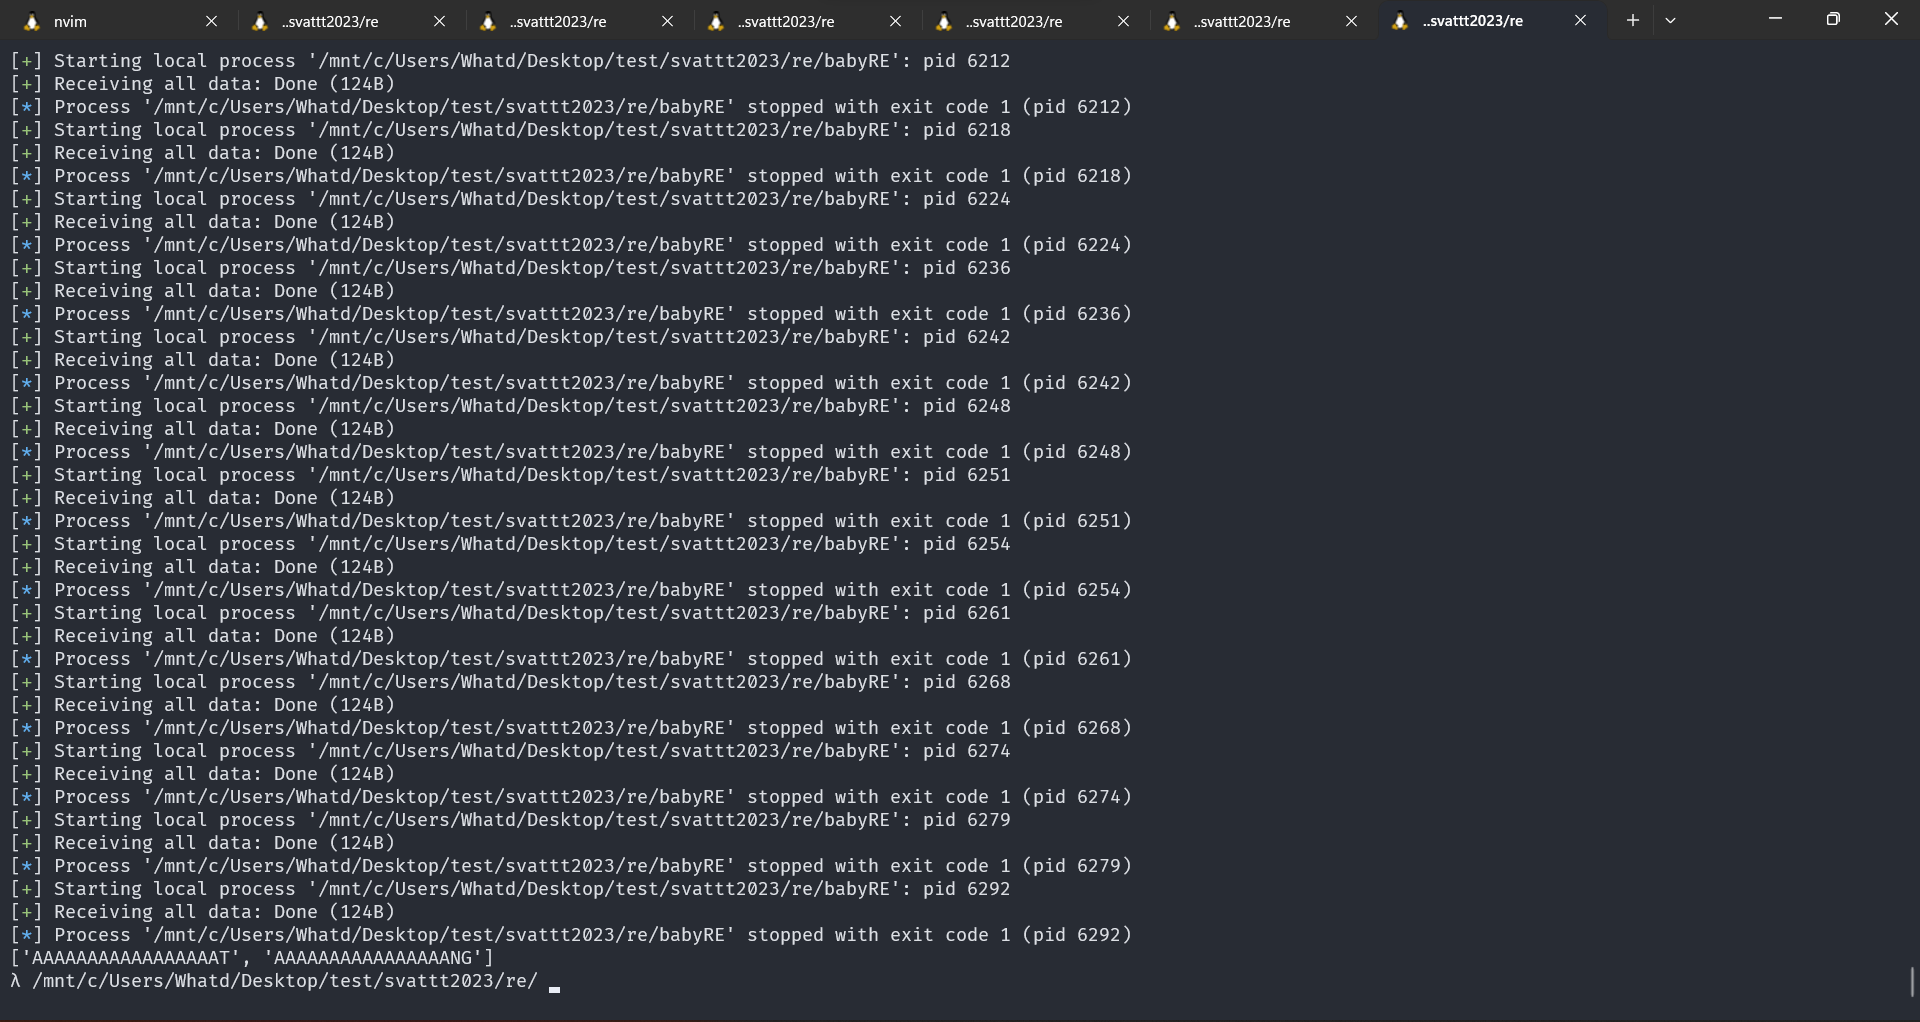 nvim ..svattt2023/re ..svattt2023/re ..svattt2023/re ..svattt2023/re ..svattt2023/re ..svattt2023/re
[+] Starting local process '/mnt/c/Users/Whatd/Desktop/test/svattt2023/re/babyRE': pid 6212
[+] Receiving all data: Done (124B)
[*] Process '/mnt/c/Users/Whatd/Desktop/test/svattt2023/re/babyRE' stopped with exit code 1 (pid 6212)
[+] Starting local process '/mnt/c/Users/Whatd/Desktop/test/svattt2023/re/babyRE': pid 6218
[+] Receiving all data: Done (124B)
[*] Process '/mnt/c/Users/Whatd/Desktop/test/svattt2023/re/babyRE' stopped with exit code 1 (pid 6218)
[+] Starting local process '/mnt/c/Users/Whatd/Desktop/test/svattt2023/re/babyRE': pid 6224
[+] Receiving all data: Done (124B)
[*] Process '/mnt/c/Users/Whatd/Desktop/test/svattt2023/re/babyRE' stopped with exit code 1 (pid 6224)
[+] Starting local process '/mnt/c/Users/Whatd/Desktop/test/svattt2023/re/babyRE': pid 6236
[+] Receiving all data: Done (124B)
[*] Process '/mnt/c/Users/Whatd/Desktop/test/svattt2023/re/babyRE' stopped with exit code 1 (pid 6236)
[+] Starting local process '/mnt/c/Users/Whatd/Desktop/test/svattt2023/re/babyRE': pid 6242
[+] Receiving all data: Done (124B)
[*] Process '/mnt/c/Users/Whatd/Desktop/test/svattt2023/re/babyRE' stopped with exit code 1 (pid 6242)
[+] Starting local process '/mnt/c/Users/Whatd/Desktop/test/svattt2023/re/babyRE': pid 6248
[+] Receiving all data: Done (124B)
[*] Process '/mnt/c/Users/Whatd/Desktop/test/svattt2023/re/babyRE' stopped with exit code 1 (pid 6248)
[+] Starting local process '/mnt/c/Users/Whatd/Desktop/test/svattt2023/re/babyRE': pid 6251
[+] Receiving all data: Done (124B)
[*] Process '/mnt/c/Users/Whatd/Desktop/test/svattt2023/re/babyRE' stopped with exit code 1 (pid 6251)
[+] Starting local process '/mnt/c/Users/Whatd/Desktop/test/svattt2023/re/babyRE': pid 6254
[+] Receiving all data: Done (124B)
[*] Process '/mnt/c/Users/Whatd/Desktop/test/svattt2023/re/babyRE' stopped with exit code 1 (pid 6254)
[+] Starting local process '/mnt/c/Users/Whatd/Desktop/test/svattt2023/re/babyRE': pid 6261
[+] Receiving all data: Done (124B)
[*] Process '/mnt/c/Users/Whatd/Desktop/test/svattt2023/re/babyRE' stopped with exit code 1 (pid 6261)
[+] Starting local process '/mnt/c/Users/Whatd/Desktop/test/svattt2023/re/babyRE': pid 6268
[+] Receiving all data: Done (124B)
[*] Process '/mnt/c/Users/Whatd/Desktop/test/svattt2023/re/babyRE' stopped with exit code 1 (pid 6268)
[+] Starting local process '/mnt/c/Users/Whatd/Desktop/test/svattt2023/re/babyRE': pid 6274
[+] Receiving all data: Done (124B)
[*] Process '/mnt/c/Users/Whatd/Desktop/test/svattt2023/re/babyRE' stopped with exit code 1 (pid 6274)
[+] Starting local process '/mnt/c/Users/Whatd/Desktop/test/svattt2023/re/babyRE': pid 6279
[+] Receiving all data: Done (124B)
[*] Process '/mnt/c/Users/Whatd/Desktop/test/svattt2023/re/babyRE' stopped with exit code 1 (pid 6279)
[+] Starting local process '/mnt/c/Users/Whatd/Desktop/test/svattt2023/re/babyRE': pid 6292
[+] Receiving all data: Done (124B)
[*] Process '/mnt/c/Users/Whatd/Desktop/test/svattt2023/re/babyRE' stopped with exit code 1 (pid 6292)
['AAAAAAAAAAAAAAAAAT', 'AAAAAAAAAAAAAAAANG']
λ /mnt/c/Users/Whatd/Desktop/test/svattt2023/re/